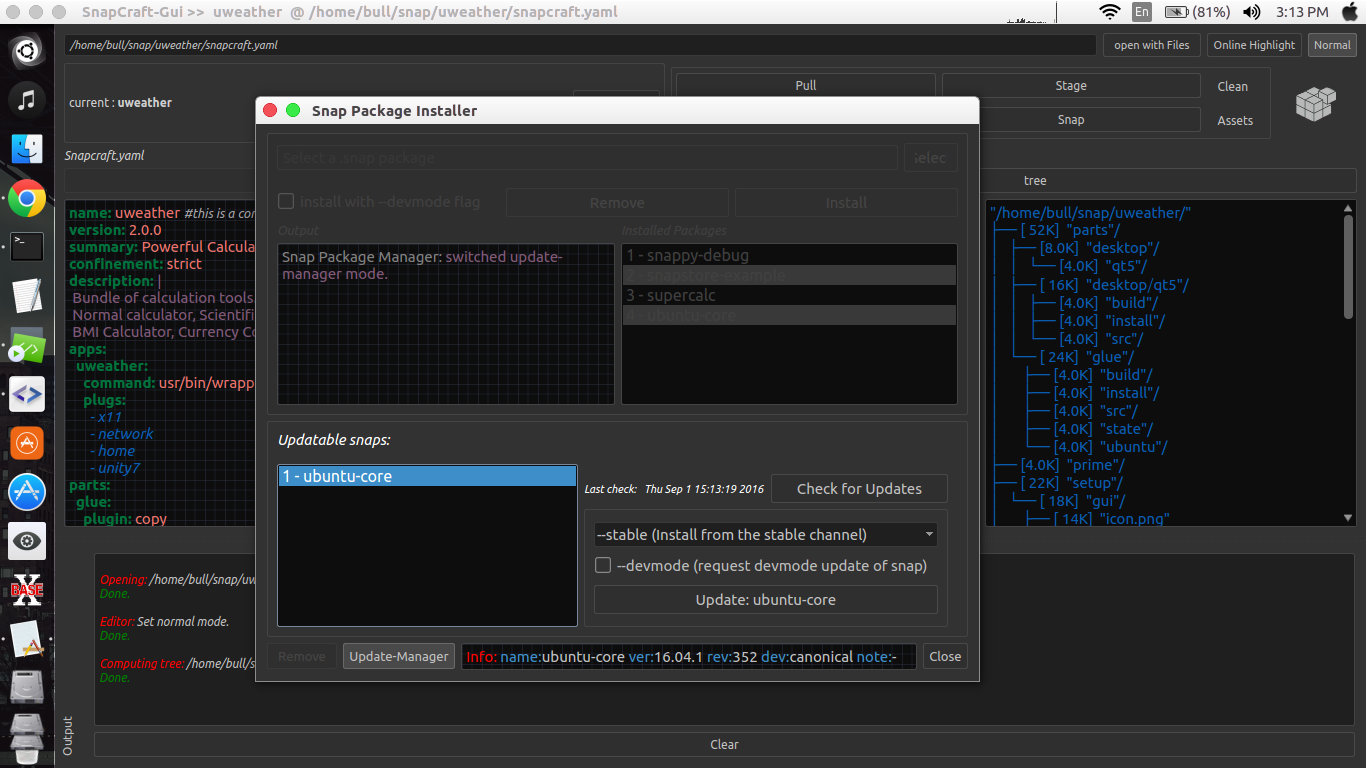 SnapCraft-Gui >> uweather @ /home/bull/snap/uweather/snapcraft.yaml
En
(81%)
3:13 PM
/home/bull/snap/uweather/snapcraft.yaml
open with Files
Online Highlight
Normal
current : uweather
Pull
Stage
Clean
Snap
Assets
Snapcraft.yaml
tree
name: uweather #this is a con
version: 2.0.0
summary: Powerful Calcula
confinement: strict
description: |
Bundle of calculation tools
Normal calculator, Scientifi
BMI Calculator, Currency Co
apps:
uweather:
command: usr/bin/wrapp
plugs:
- x11
- network
- home
- unity7
parts:
glue:
plugin: copy
Snap Package Installer
Select a .snap package
Selec
install with --devmode flag
Remove
Install
Output
Installed Packages
Snap Package Manager: switched update-
manager mode.
1 - snappy-debug
2 - snapstore-example
3 - supercalc
4 - ubuntu-core
Updatable snaps:
1 - ubuntu-core
Last check: Thu Sep 1 15:13:19 2016
Check for Updates
--stable (Install from the stable channel)
--devmode (request devmode update of snap)
Update: ubuntu-core
Remove
Update-Manager
Info: name:ubuntu-core ver:16.04.1 rev:352 dev:canonical note:-
Close
"/home/bull/snap/uweather/"
├── [ 52K] "parts"/
│ ├── [8.0K] "desktop"/
│ │ └── [4.0K] "qt5"/
│ ├── [ 16K] "desktop/qt5"/
│ │ ├── [4.0K] "build"/
│ │ ├── [4.0K] "install"/
│ │ └── [4.0K] "src"/
│ └── [ 24K] "glue"/
│ ├── [4.0K] "build"/
│ ├── [4.0K] "install"/
│ ├── [4.0K] "src"/
│ ├── [4.0K] "state"/
│ └── [4.0K] "ubuntu"/
├── [4.0K] "prime"/
├── [ 22K] "setup"/
│ └── [ 18K] "gui"/
│ ├── [ 14K] "icon.png"
Opening: /home/bull/snap/uw
Done.
Editor: Set normal mode.
Done.
Computing tree: /home/bull/s
Done.
Output
Clear
BASE